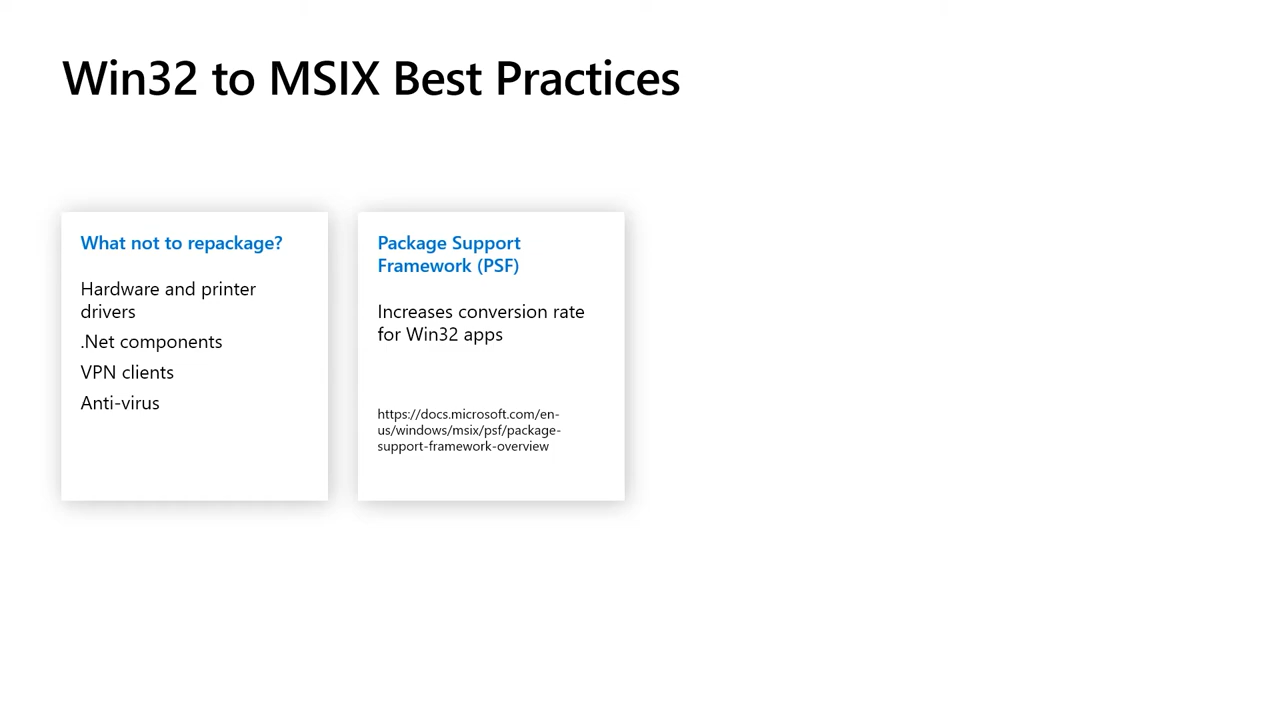 Win32 to MSIX Best Practices
What not to repackage?
Hardware and printer
drivers
.Net components
VPN clients
Anti-virus
Package Support
Framework (PSF)
Increases conversion rate
for Win32 apps
https://docs.microsoft.com/en-
us/windows/msix/psf/package-
support-framework-overview